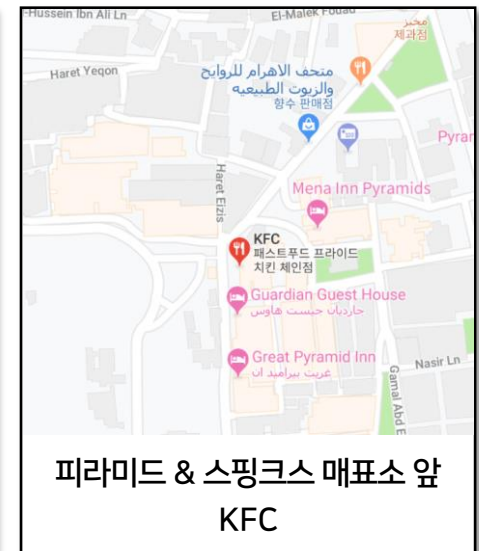 -Hussein Ibn Ali Ln
El-Malek Fouad
مخبز
제과점
Haret Yeqon
متحف الاهرام للروايح
والزيوت الطبيعيه
향수 판매점
Pyrar
Haret Elzis
Mena Inn Pyramids
KFC
패스트푸드 프라이드
치킨 체인점
Guardian Guest House
جارديان جيست هاوس
Great Pyramid Inn
غريت بيراميد ان
Nasir Ln
Gamal Abd E
피라미드 & 스핑크스 매표소 앞
KFC